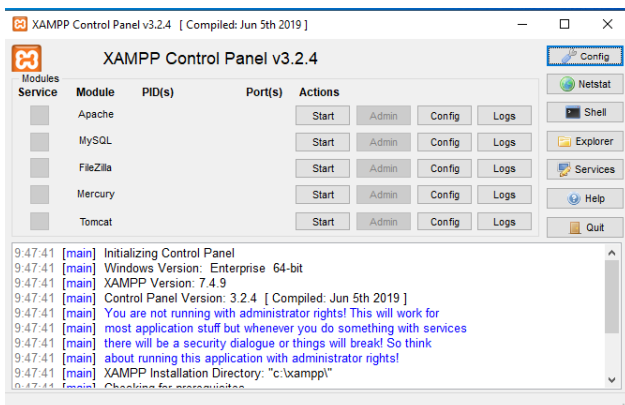 XAMPP Control Panel v3.2.4 [ Compiled: Jun 5th 2019 ]
XAMPP Control Panel v3.2.4
Config
Modules
Netstat
Service Module PID(s) Port(s) Actions
Apache Start Admin Config Logs
Shell
MySQL Start Admin Config Logs
Explorer
FileZilla Start Admin Config Logs
Services
Mercury Start Admin Config Logs
Help
Tomcat Start Admin Config Logs
Quit
9:47:41 [main] Initializing Control Panel
9:47:41 [main] Windows Version: Enterprise 64-bit
9:47:41 [main] XAMPP Version: 7.4.9
9:47:41 [main] Control Panel Version: 3.2.4 [ Compiled: Jun 5th 2019 ]
9:47:41 [main] You are not running with administrator rights! This will work for
9:47:41 [main] most application stuff but whenever you do something with services
9:47:41 [main] there will be a security dialogue or things will break! So think
9:47:41 [main] about running this application with administrator rights!
9:47:41 [main] XAMPP Installation Directory: "c:\xampp\"
9:47:41 [main] Checking for prerequisites